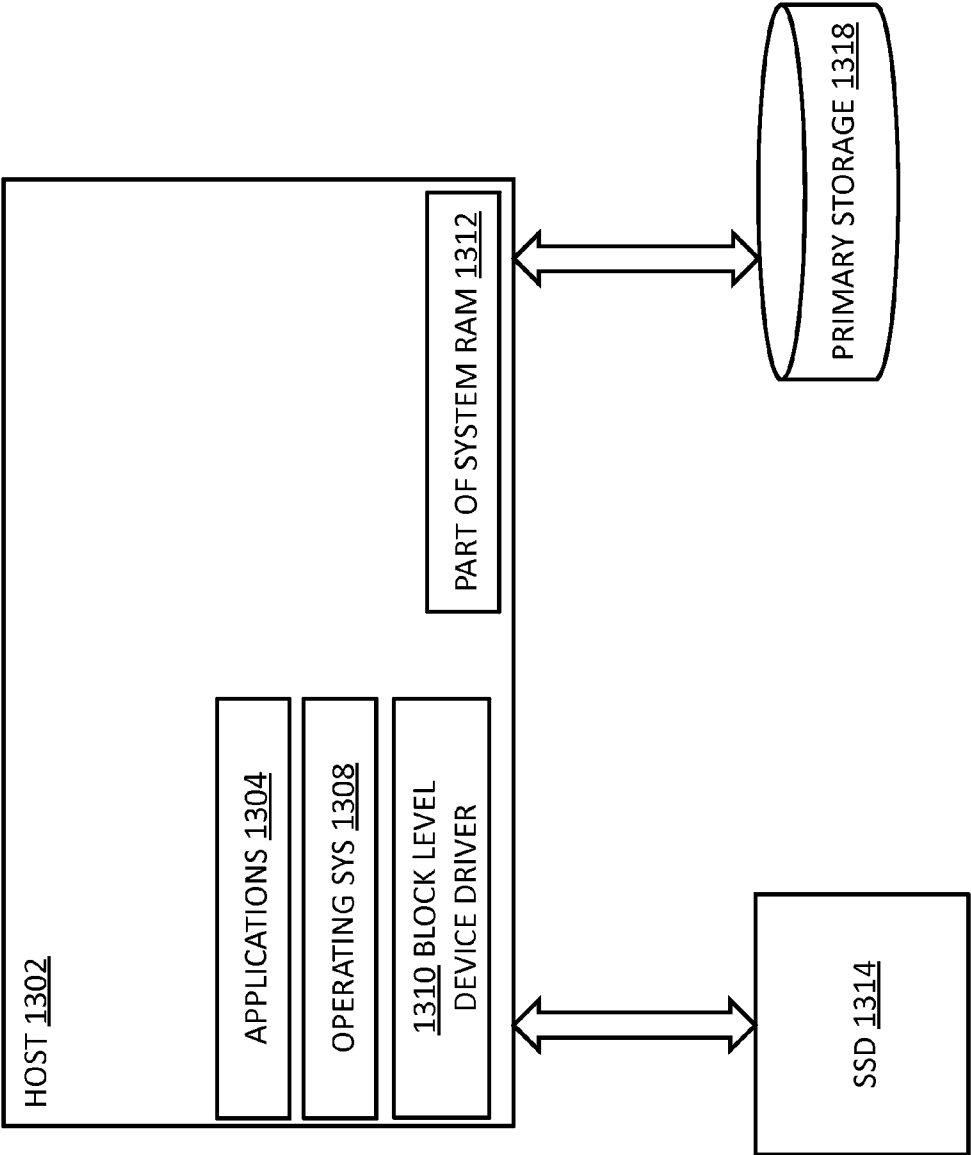 HOST 1302
APPLICATIONS 1304
OPERATING SYS 1308
1310 BLOCK LEVEL
DEVICE DRIVER
PART OF SYSTEM RAM 1312
SSD 1314
PRIMARY STORAGE 1318